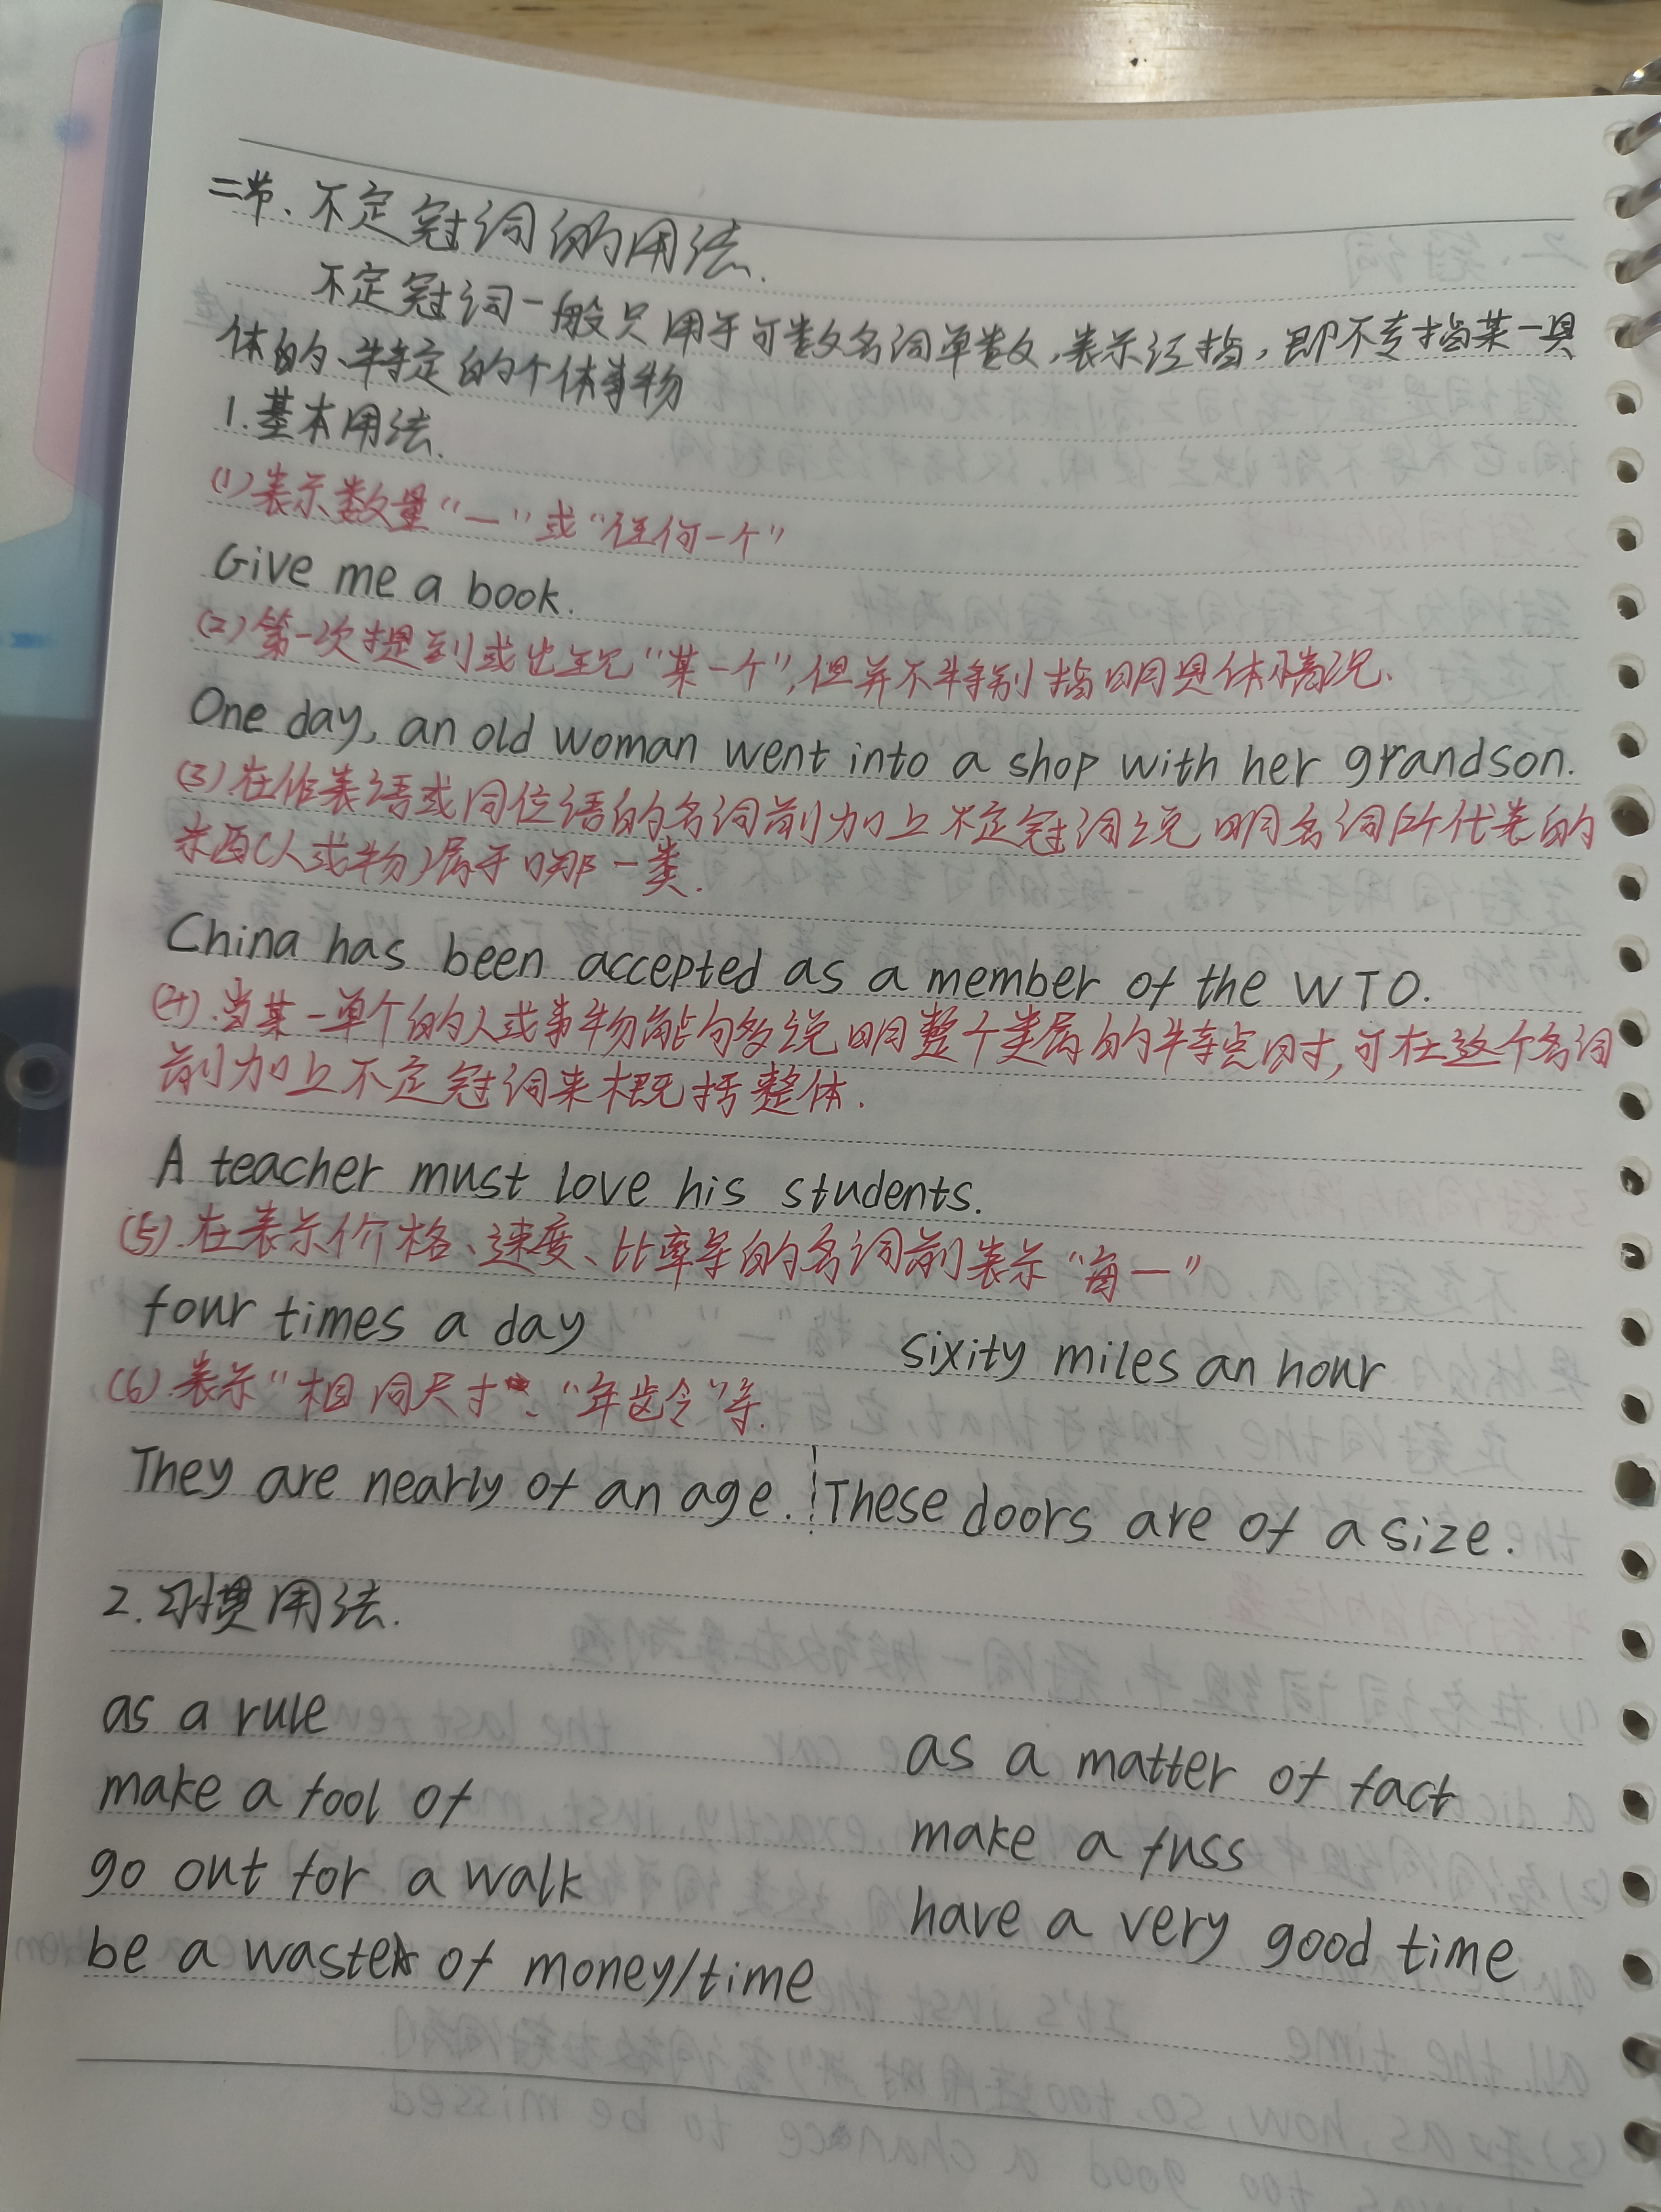 二节、不定冠词的用法.
不定冠词一般只用于可数名词单数,表示泛指,即不专指某一具
体的、特定的个体事物
1.基本用法.
(1)表示数量“一”或“任何一个”
Give me a book.
(2)第一次提到或出现“某一个”,但并不特别指明具体情况.
One day, an old woman went into a shop with her grandson.
(3)在作表语或同位语的名词前加上不定冠词说明名词所代表的
东西(人或物)属于哪一类.
China has been accepted as a member of the WTO.
(4).当某一单个的人或事物能够说明整个类属的特点时,可在这个名词
前加上不定冠词来概括整体.
A teacher must love his students.
(5).在表示价格、速度、比率等的名词前表示“每一”
four times a day sixity miles an hour
(6)表示“相同尺寸”、“年龄”等.
They are nearly of an age. These doors are of a size.
2.习惯用法.
as a rule as a matter of fact
make a fool of make a fuss
go out for a walk have a very good time
be a waste of money/time